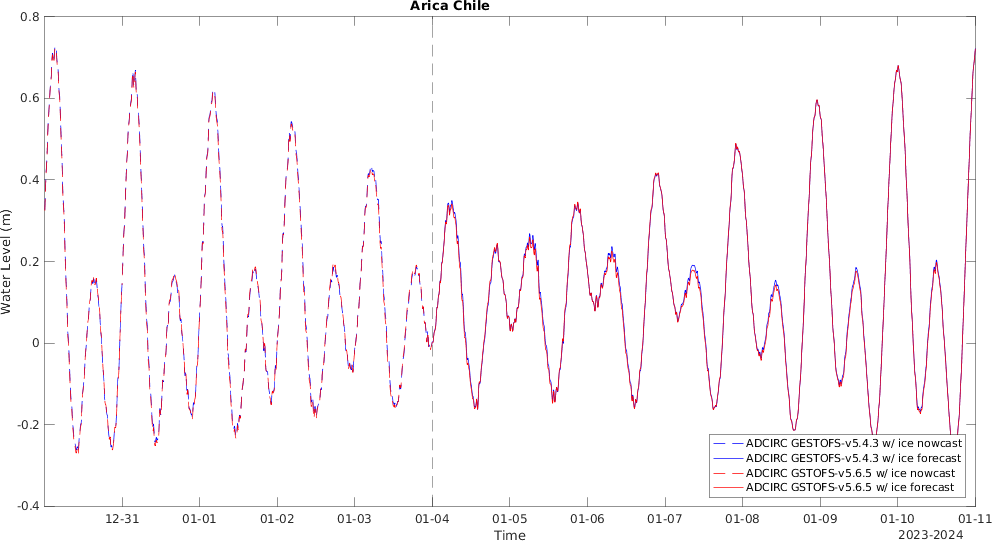 Arica Chile
0.8
0.6
0.4
0.2
0
-0.2
-0.4
Water Level (m)
12-31 01-01 01-02 01-03 01-04 01-05 01-06 01-07 01-08 01-09 01-10 01-11
Time
2023-2024
ADCIRC GESTOFS-v5.4.3 w/ ice nowcast
ADCIRC GESTOFS-v5.4.3 w/ ice forecast
ADCIRC GSTOFS-v5.6.5 w/ ice nowcast
ADCIRC GSTOFS-v5.6.5 w/ ice forecast